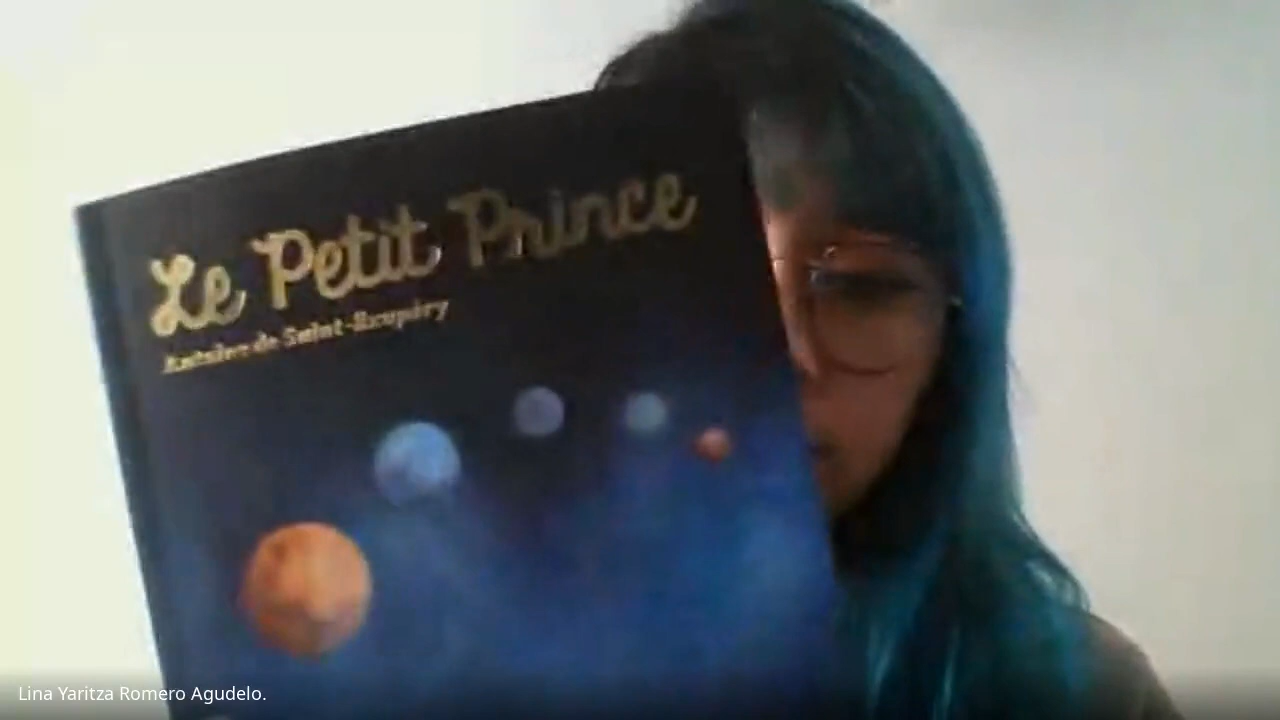 Le Petit Prince
Antoine de Saint-Exupéry
Lina Yaritza Romero Agudelo.